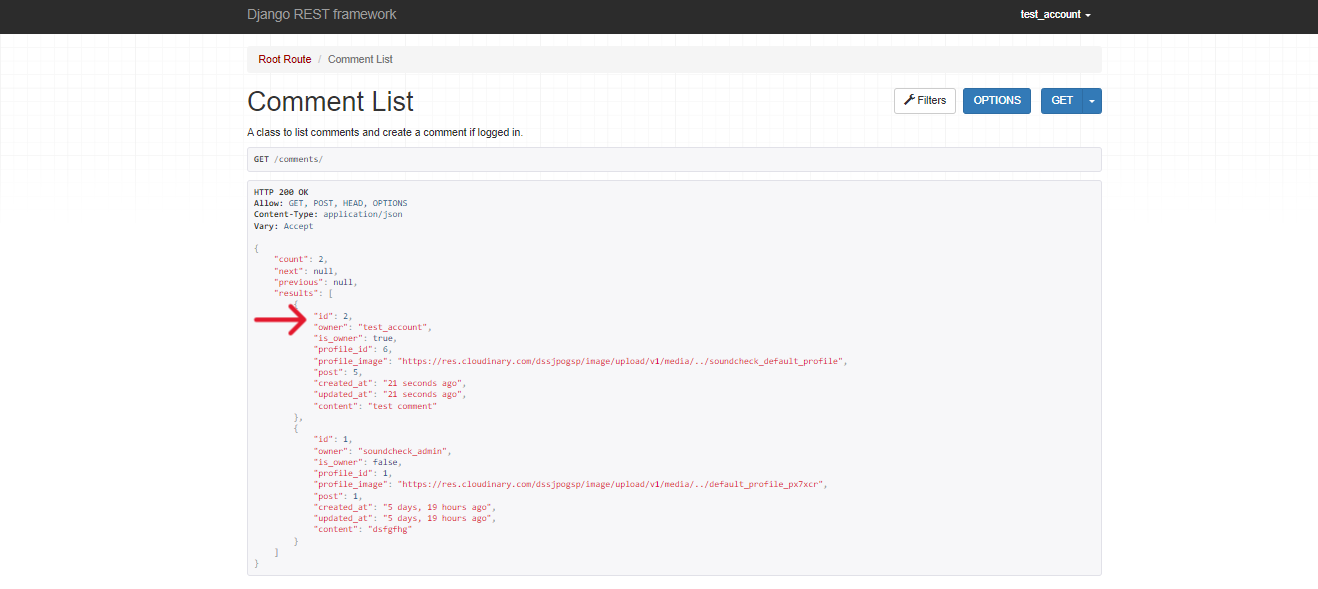 Django REST framework
test_account
Root Route / Comment List
Comment List
Filters
OPTIONS
GET
A class to list comments and create a comment if logged in.
GET /comments/
HTTP 200 OK
Allow: GET, POST, HEAD, OPTIONS
Content-Type: application/json
Vary: Accept
{
"count": 2,
"next": null,
"previous": null,
"results": [
{
"id": 2,
"owner": "test_account",
"is_owner": true,
"profile_id": 6,
"profile_image": "https://res.cloudinary.com/dssjpogsp/image/upload/v1/media/../soundcheck_default_profile",
"post": 5,
"created_at": "21 seconds ago",
"updated_at": "21 seconds ago",
"content": "test comment"
},
{
"id": 1,
"owner": "soundcheck_admin",
"is_owner": false,
"profile_id": 1,
"profile_image": "https://res.cloudinary.com/dssjpogsp/image/upload/v1/media/../default_profile_px7xcr",
"post": 1,
"created_at": "5 days, 19 hours ago",
"updated_at": "5 days, 19 hours ago",
"content": "dsfgfhg"
}
]
}